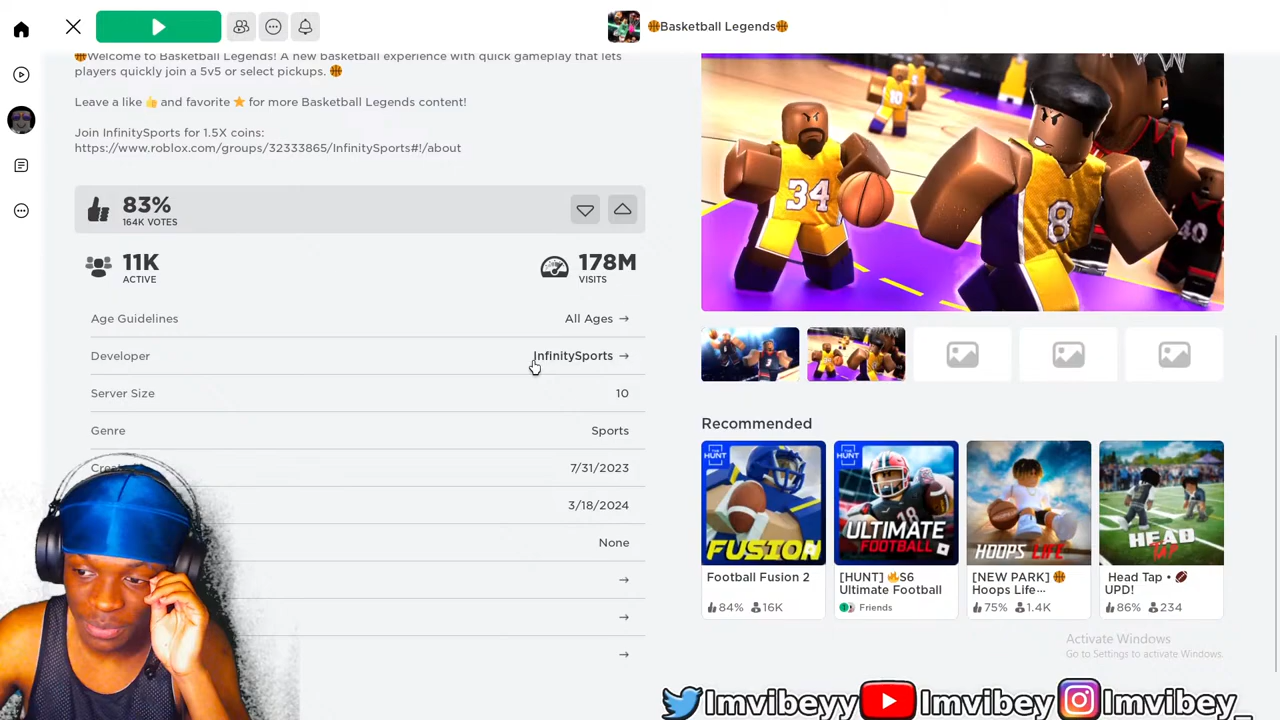 🏀Basketball Legends🏀
🏀Welcome to Basketball Legends! A new basketball experience with quick gameplay that lets
players quickly join a 5v5 or select pickups. 🏀
Leave a like 👍 and favorite ⭐ for more Basketball Legends content!
Join InfinitySports for 1.5X coins:
https://www.roblox.com/groups/32333865/InfinitySports#!/about
83%
164K VOTES
11K
ACTIVE
178M
VISITS
Age Guidelines All Ages →
Developer InfinitySports →
Server Size 10
Genre Sports
7/31/2023
3/18/2024
None
→
→
→
10
34
8
40
Recommended
THE HUNT
FUSION
Football Fusion 2
84% 16K
THE HUNT
18
ULTIMATE
FOOTBALL
[HUNT] 🔥S6
Ultimate Football
1 Friends
HOOPS LIFE
[NEW PARK] 🏀
Hoops Life...
75% 1.4K
HEAD
TAP
Head Tap • 🏈
UPD!
86% 234
Activate Windows
Go to Settings to activate Windows.
Imvibeyy Imvibey Imvibey_